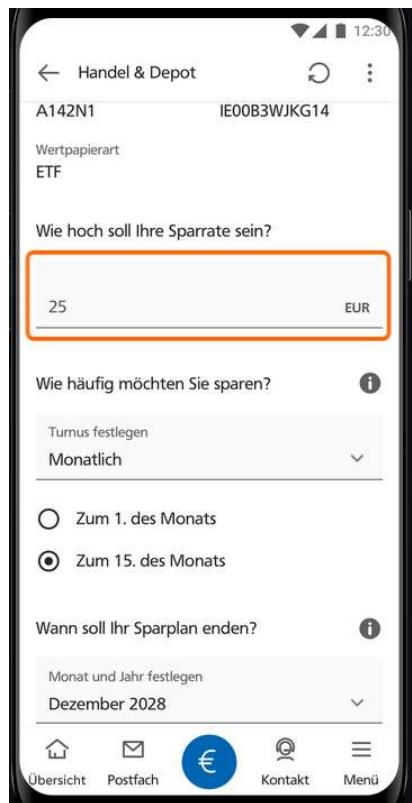 12:30
Handel & Depot
A142N1 IE00B3WJKG14
Wertpapierart
ETF
Wie hoch soll Ihre Sparrate sein?
25 EUR
Wie häufig möchten Sie sparen?
Turnus festlegen
Monatlich
Zum 1. des Monats
Zum 15. des Monats
Wann soll Ihr Sparplan enden?
Monat und Jahr festlegen
Dezember 2028
€
Übersicht Postfach Kontakt Menü